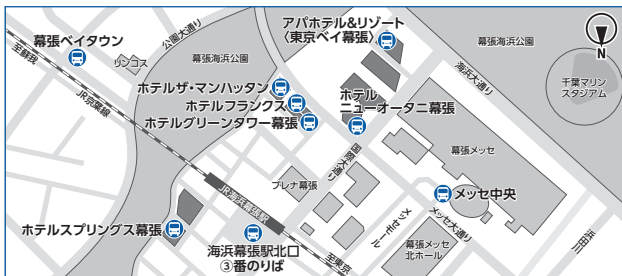 幕張ベイタウン
至蘇我
公園大通り
リンコス
幕張海浜公園
JR京葉線
アパホテル&リゾート
〈東京ベイ幕張〉
幕張海浜公園
N
海浜大通り
千葉マリン
スタジアム
ホテルザ・マンハッタン
ホテルフランクス
ホテルグリーンタワー幕張
ホテル
ニューオータニ幕張
国際大通り
幕張メッセ
メッセ中央
JR海浜幕張駅
プレナ幕張
メッセモール
メッセ大通り
浜田川
幕張メッセ
北ホール
ホテルスプリングス幕張
海浜幕張駅北口
③番のりば
至東京